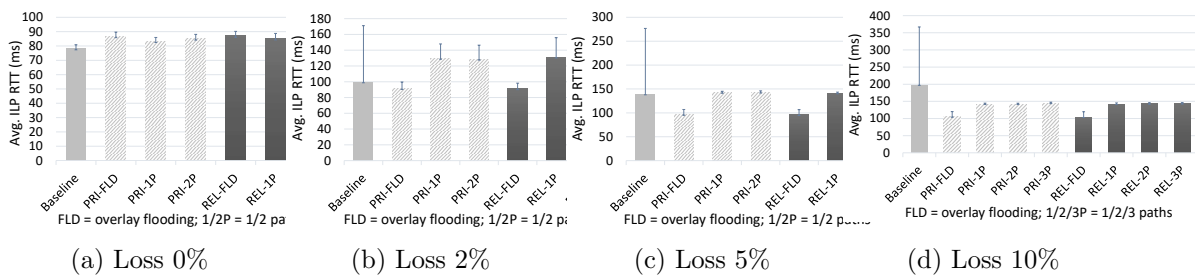 Avg. ILP RTT (ms)
100
90
80
70
60
50
40
30
20
10
0
Baseline
PRI-FLD
PRI-1P
PRI-2P
REL-FLD
REL-1P
FLD = overlay flooding; 1/2P = 1/2 pat
(a) Loss 0%
Avg. ILP RTT (ms)
180
160
140
120
100
80
60
40
20
0
Baseline
PRI-FLD
PRI-1P
PRI-2P
REL-FLD
REL-1P
FLD = overlay flooding; 1/2P = 1/2 pa
(b) Loss 2%
Avg. ILP RTT (ms)
300
250
200
150
100
50
0
Baseline
PRI-FLD
PRI-1P
PRI-2P
REL-FLD
REL-1P
FLD = overlay flooding; 1/2P = 1/2 paths
(c) Loss 5%
Avg. ILP RTT (ms)
400
350
300
250
200
150
100
50
0
Baseline
PRI-FLD
PRI-1P
PRI-2P
PRI-3P
REL-FLD
REL-1P
REL-2P
REL-3P
FLD = overlay flooding; 1/2/3P = 1/2/3 paths
(d) Loss 10%